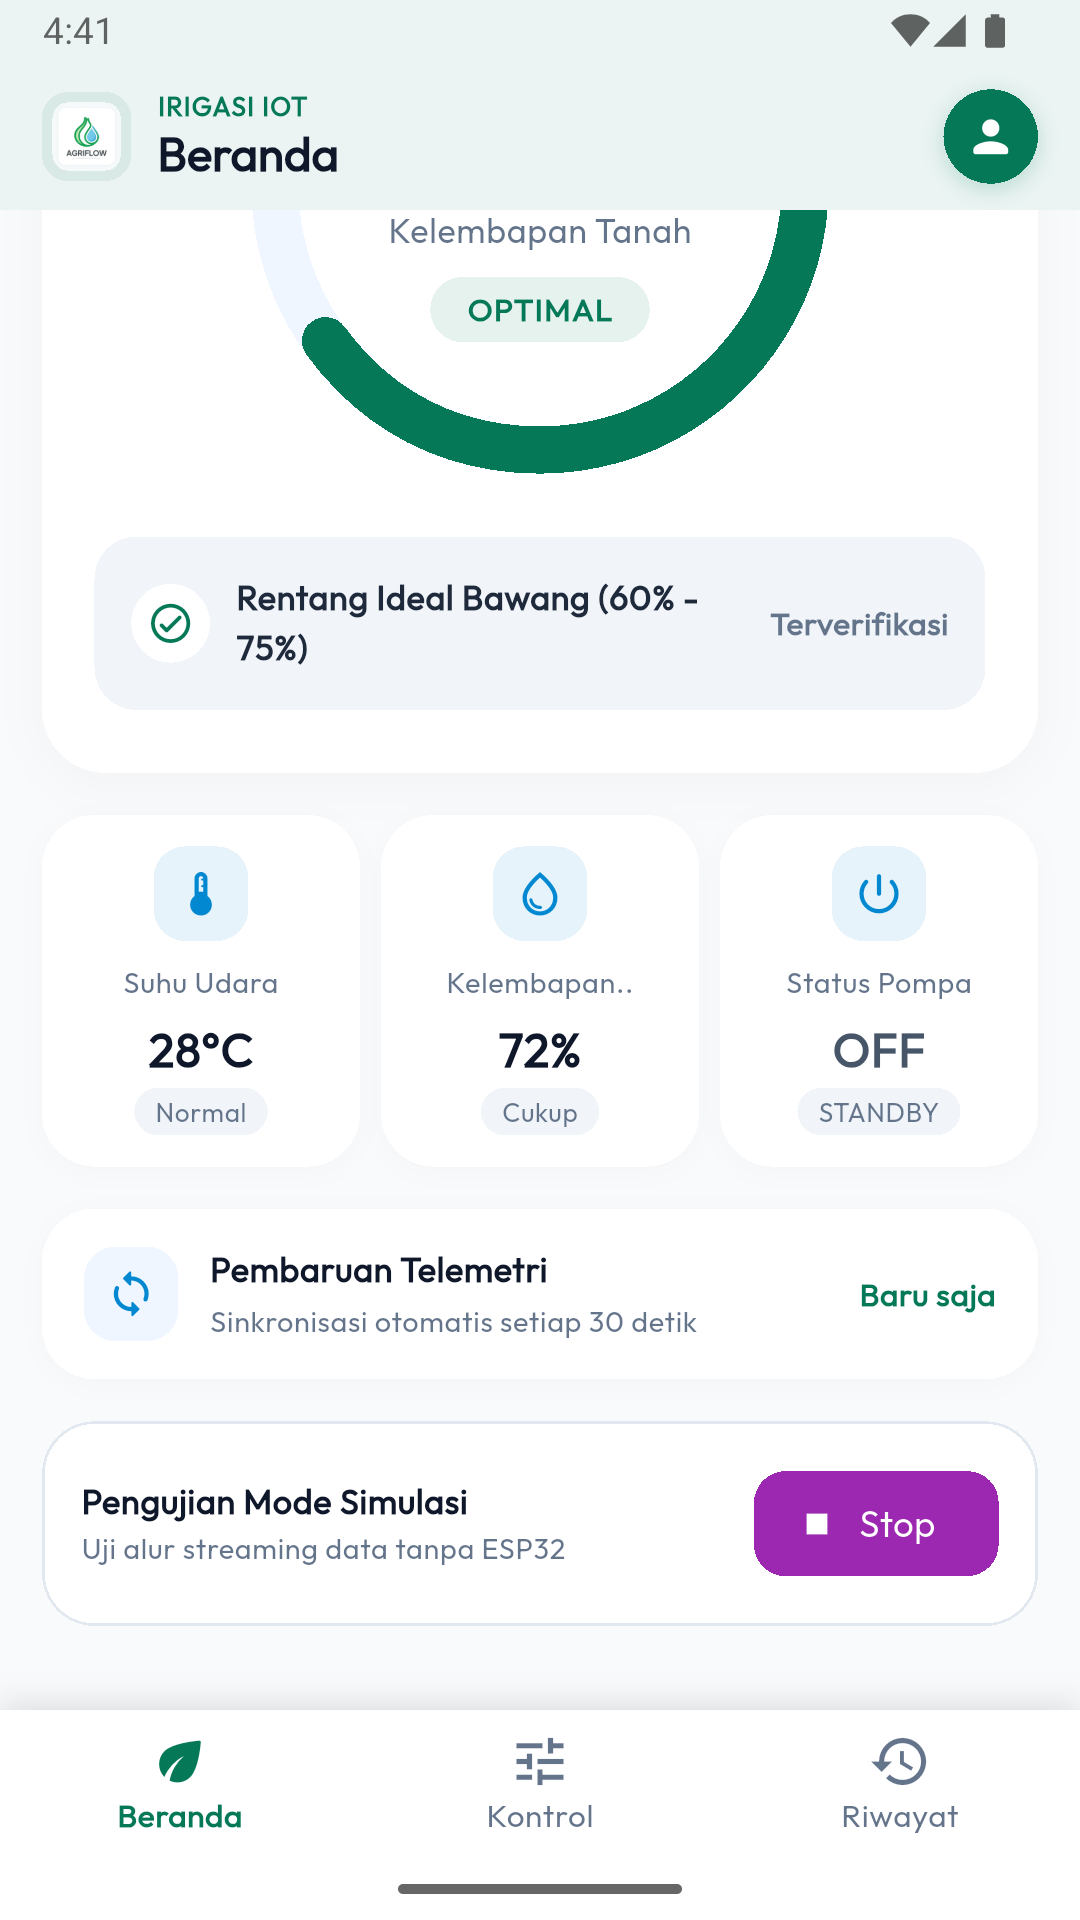 4:41
AGRIFLOW
IRIGASI IOT
Beranda
Kelembapan Tanah
OPTIMAL
Rentang Ideal Bawang (60% -
75%)
Terverifikasi
Suhu Udara
28°C
Normal
Kelembapan..
72%
Cukup
Status Pompa
OFF
STANDBY
Pembaruan Telemetri
Sinkronisasi otomatis setiap 30 detik
Baru saja
Pengujian Mode Simulasi
Uji alur streaming data tanpa ESP32
Stop
Beranda
Kontrol
Riwayat